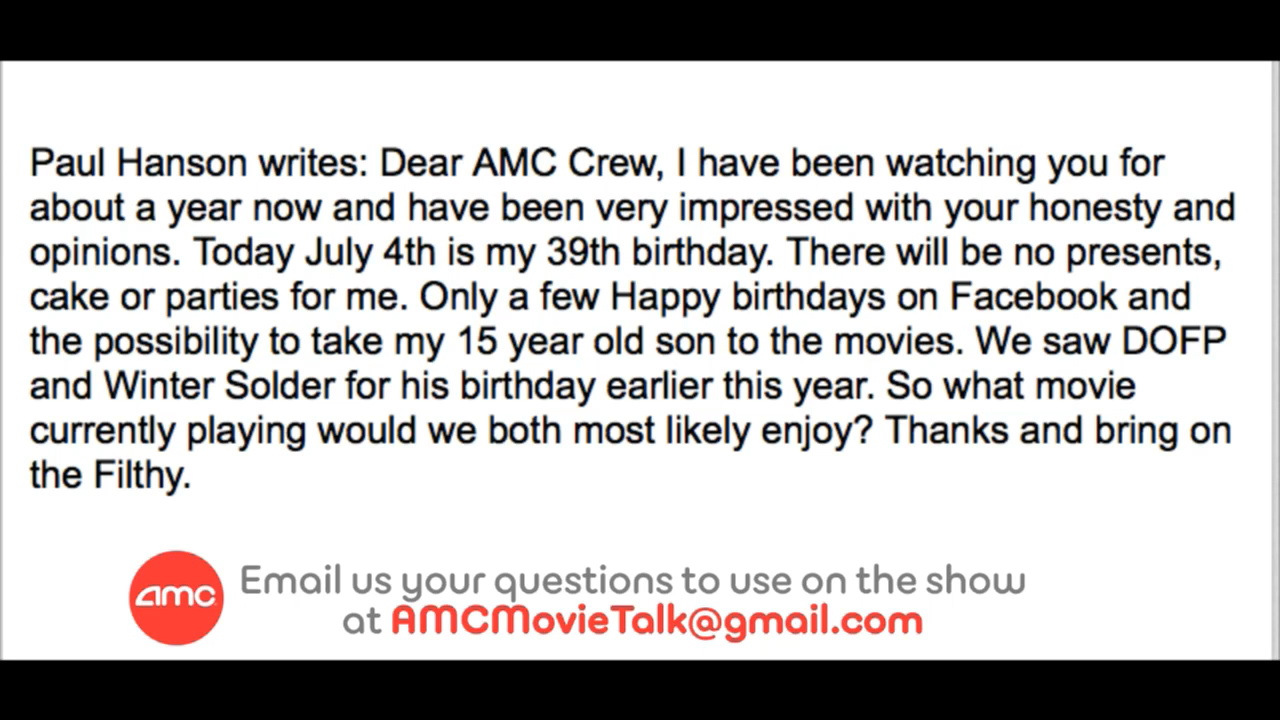 Paul Hanson writes: Dear AMC Crew, I have been watching you for
about a year now and have been very impressed with your honesty and
opinions. Today July 4th is my 39th birthday. There will be no presents,
cake or parties for me. Only a few Happy birthdays on Facebook and
the possibility to take my 15 year old son to the movies. We saw DOFP
and Winter Solder for his birthday earlier this year. So what movie
currently playing would we both most likely enjoy? Thanks and bring on
the Filthy.
amc
Email us your questions to use on the show
at AMCMovieTalk@gmail.com